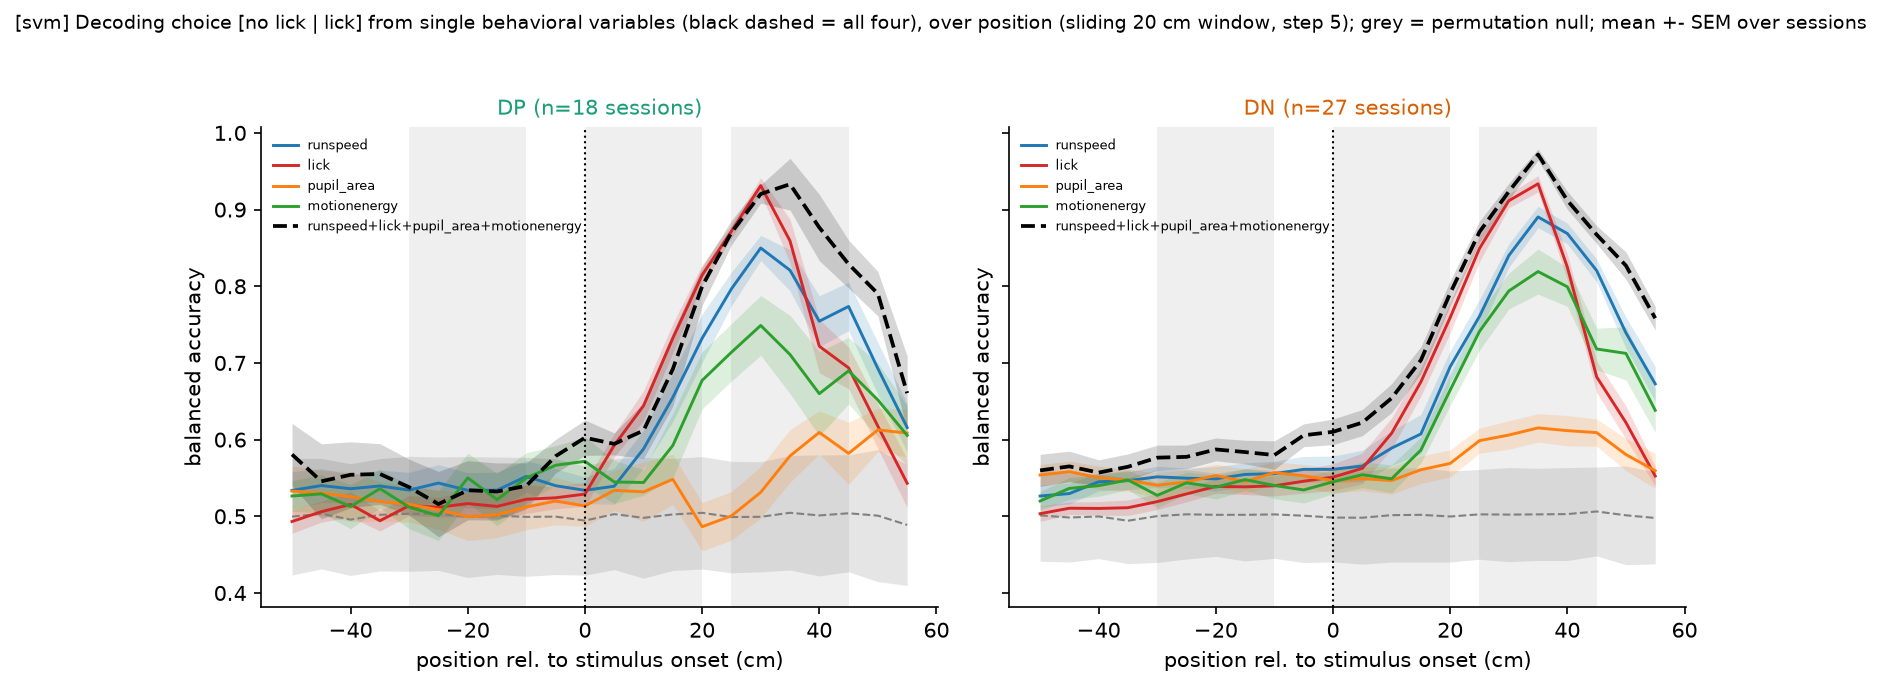 [svm] Decoding choice [no lick | lick] from single behavioral variables (black dashed = all four), over position (sliding 20 cm window, step 5); grey = permutation null; mean +- SEM over sessions
DP (n=18 sessions)
runspeed
lick
pupil_area
motionenergy
runspeed+lick+pupil_area+motionenergy
balanced accuracy
1.0
0.9
0.8
0.7
0.6
0.5
0.4
−40
−20
0
20
40
60
position rel. to stimulus onset (cm)
DN (n=27 sessions)
runspeed
lick
pupil_area
motionenergy
runspeed+lick+pupil_area+motionenergy
balanced accuracy
−40
−20
0
20
40
60
position rel. to stimulus onset (cm)